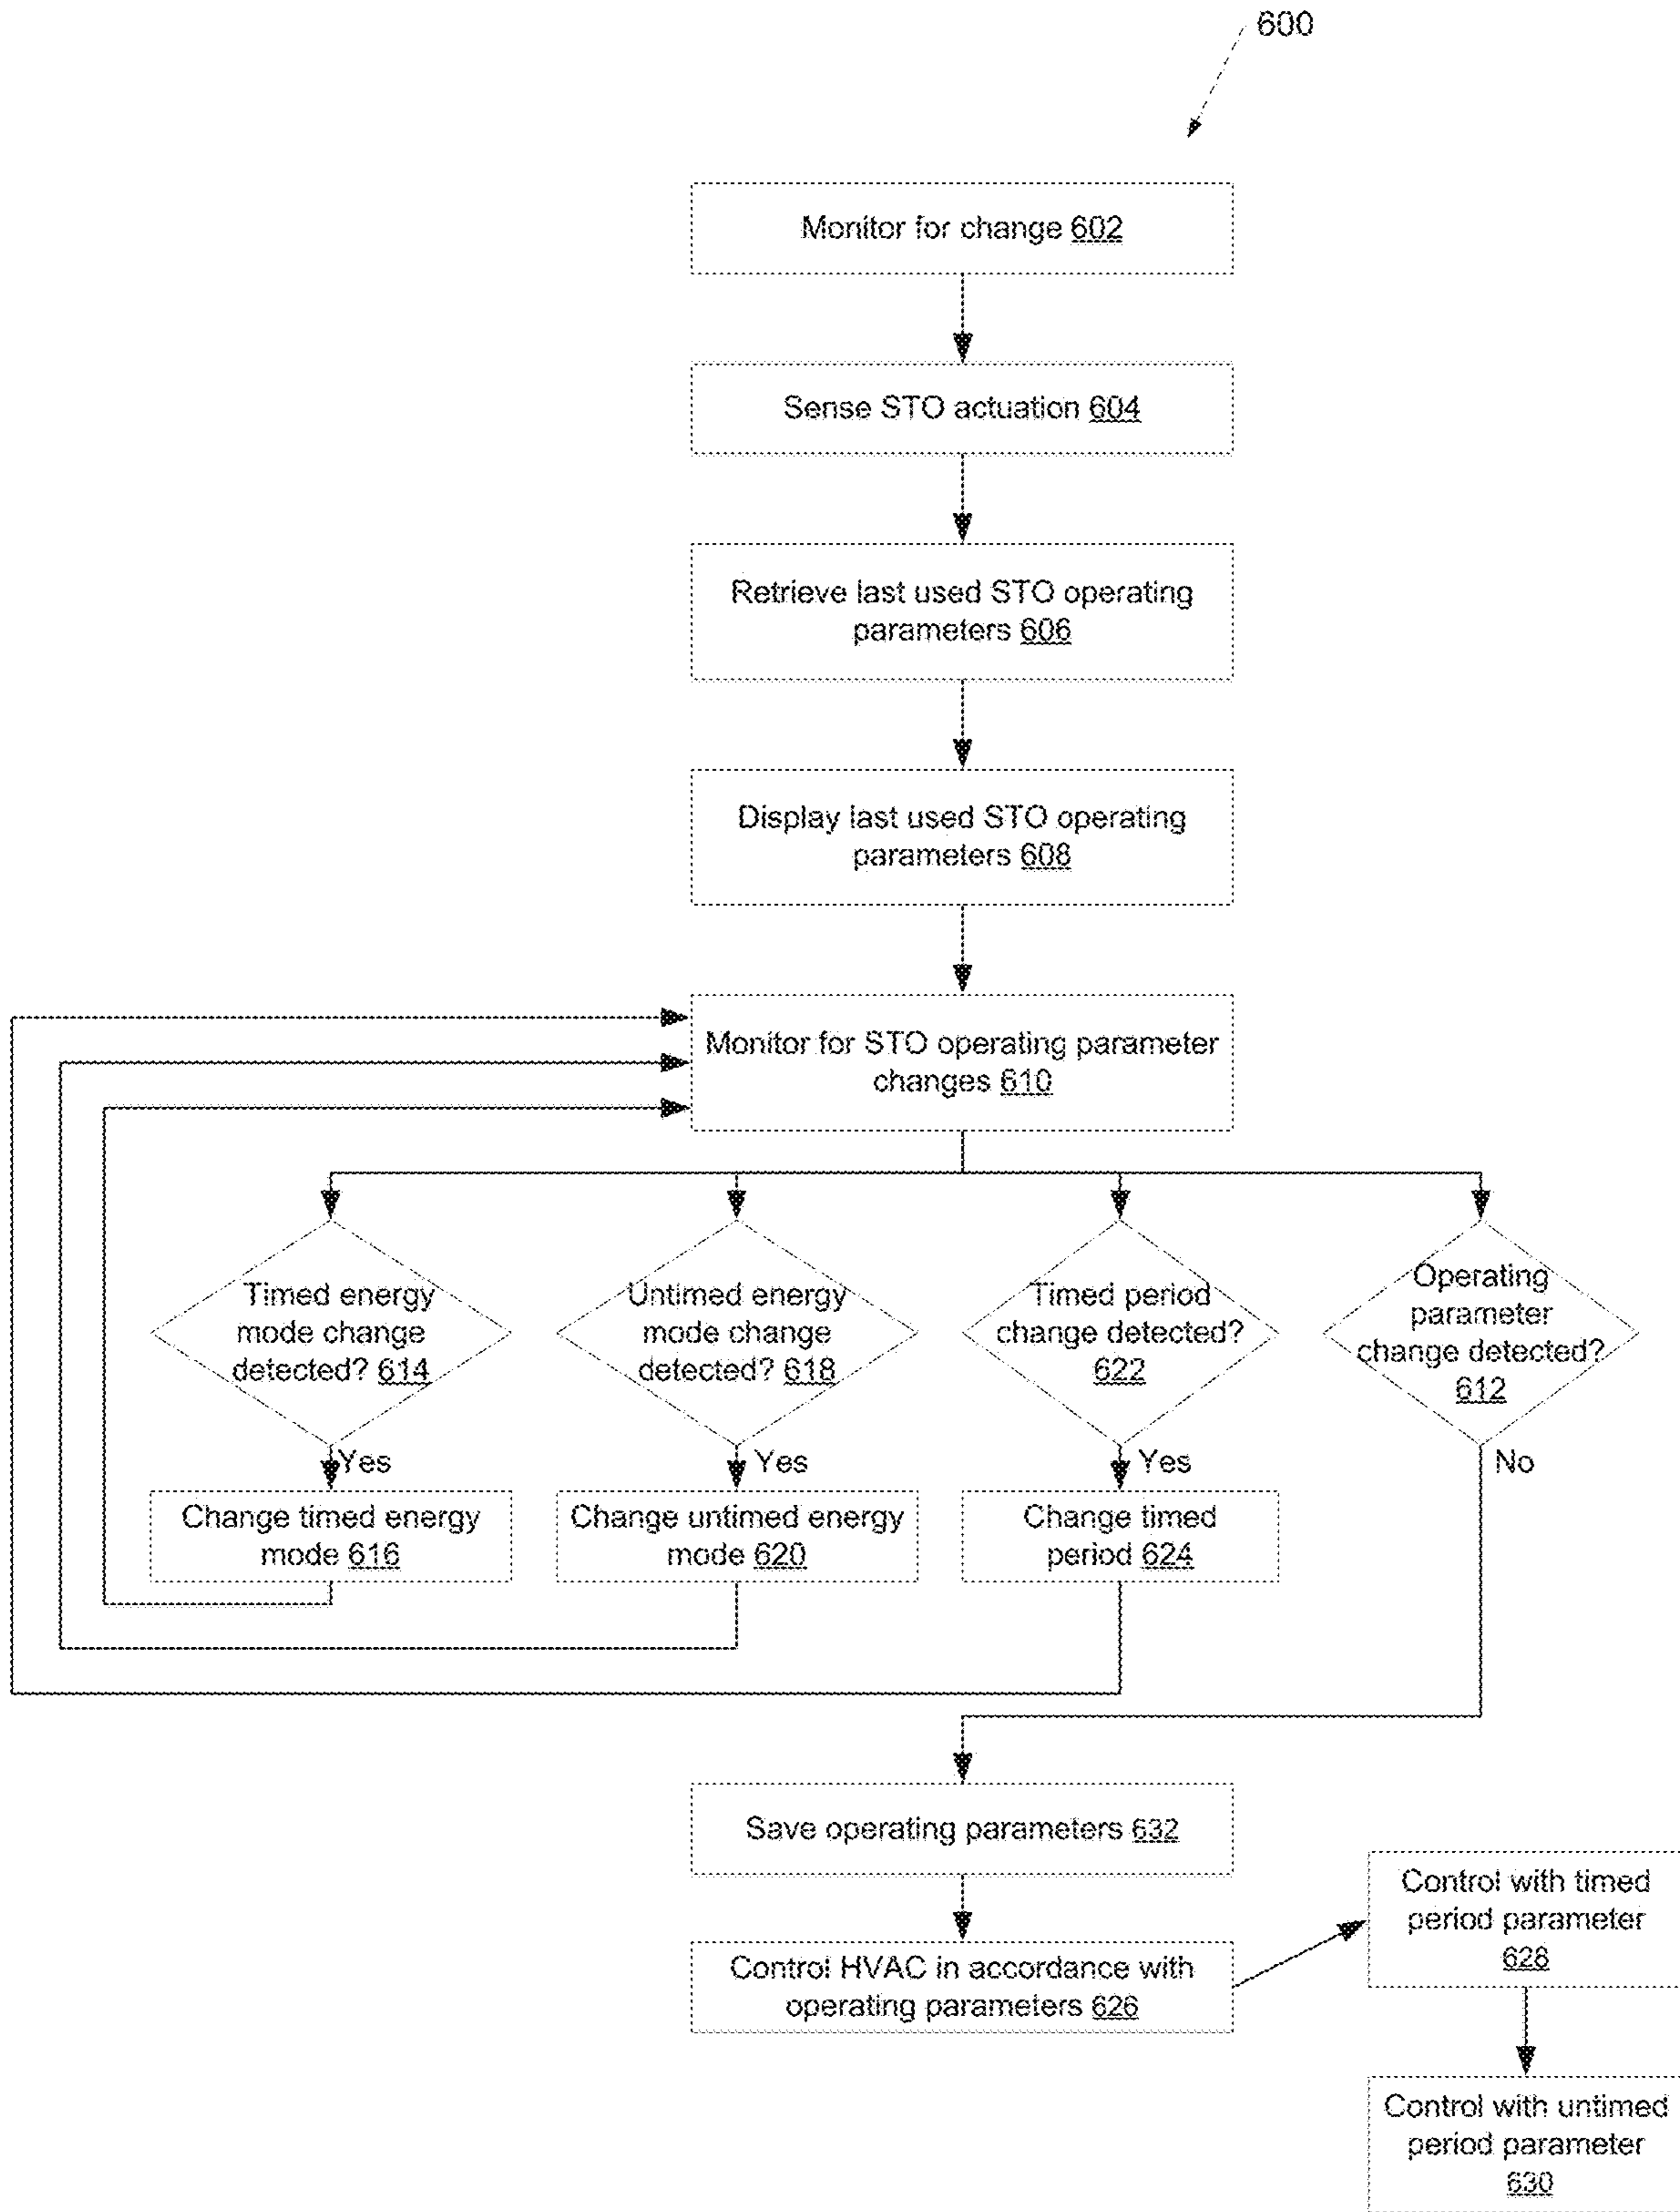 600
Monitor for change 602
Sense STO actuation 604
Retrieve last used STO operating
parameters 606
Display last used STO operating
parameters 608
Monitor for STO operating parameter
changes 610
Timed energy
mode change
detected? 614
Untimed energy
mode change
detected? 618
Timed period
change detected?
622
Operating
parameter
change detected?
612
Yes
Yes
Yes
No
Change timed energy
mode 616
Change untimed energy
mode 620
Change timed
period 624
Save operating parameters 632
Control HVAC in accordance with
operating parameters 626
Control with timed
period parameter
628
Control with untimed
period parameter
630